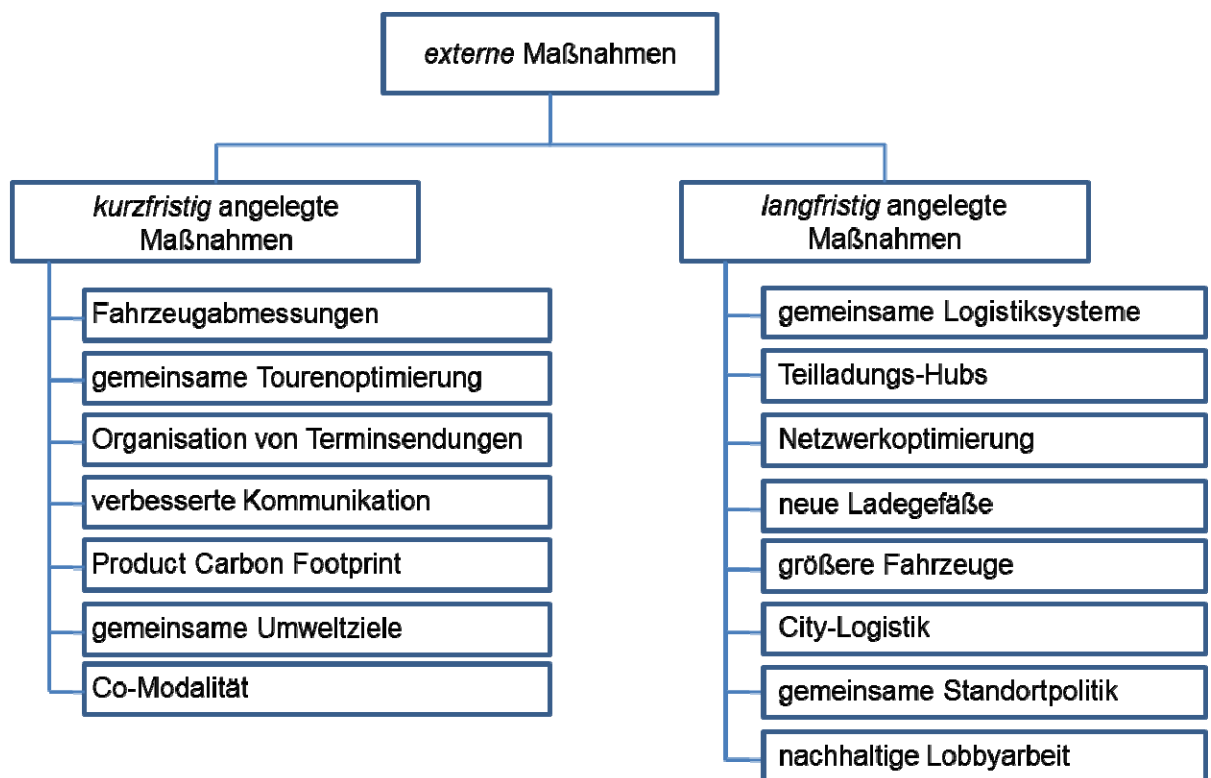 externe Maßnahmen
kurzfristig angelegte
Maßnahmen
Fahrzeugabmessungen
gemeinsame Tourenoptimierung
Organisation von Terminsendungen
verbesserte Kommunikation
Product Carbon Footprint
gemeinsame Umweltziele
Co-Modalität
langfristig angelegte
Maßnahmen
gemeinsame Logistiksysteme
Teilladungs-Hubs
Netzwerkoptimierung
neue Ladegefäße
größere Fahrzeuge
City-Logistik
gemeinsame Standortpolitik
nachhaltige Lobbyarbeit